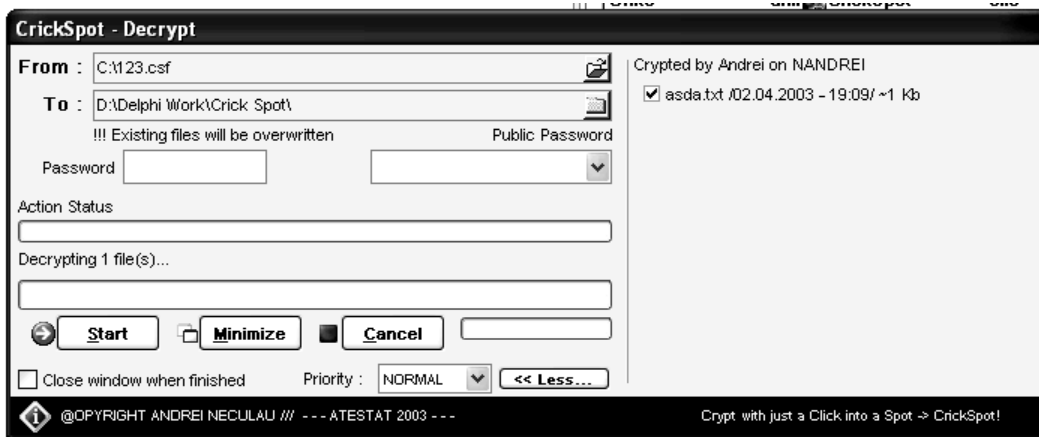 CrickSpot - Decrypt
From : C:\123.csf
To : D:\Delphi Work\Crick Spot\
!!! Existing files will be overwritten Public Password
Password
Action Status
Decrypting 1 file(s)...
Start Minimize Cancel
Close window when finished Priority : NORMAL << Less...
Crypted by Andrei on NANDREI
asda.txt /02.04.2003 - 19:09/ ~1 Kb
@OPYRIGHT ANDREI NECULAU /// - - - ATESTAT 2003 - - -
Crypt with just a Click into a Spot -> CrickSpot!